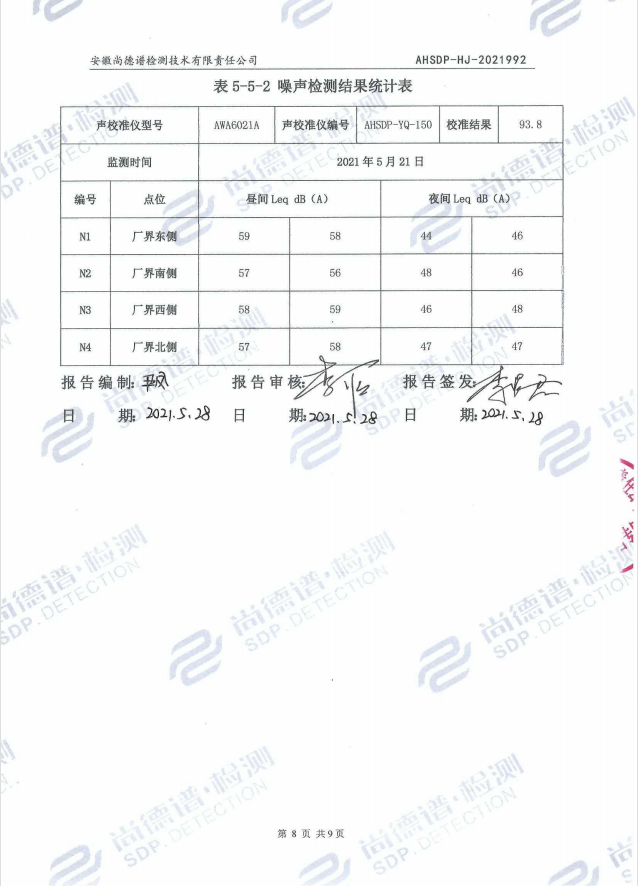 安徽尚德谱检测技术有限责任公司 AHSDP-HJ-2021992
表 5-5-2 噪声检测结果统计表
声校准仪型号 AWA6021A 声校准仪编号 AHSDP-YQ-150 校准结果 93.8
监测时间 2021 年 5 月 21 日
编号 点位 昼间 Leq dB（A） 夜间 Leq dB（A）
N1 厂界东侧 59 58 44 46
N2 厂界南侧 57 56 48 46
N3 厂界西侧 58 59 46 48
N4 厂界北侧 57 58 47 47
报告编制: 报告审核: 报告签发:
日 期: 2021.5.28 日 期: 2021.5.28 日 期: 2021.5.28
尚德谱·检测
SDP.DETECTION
第 8 页 共 9 页